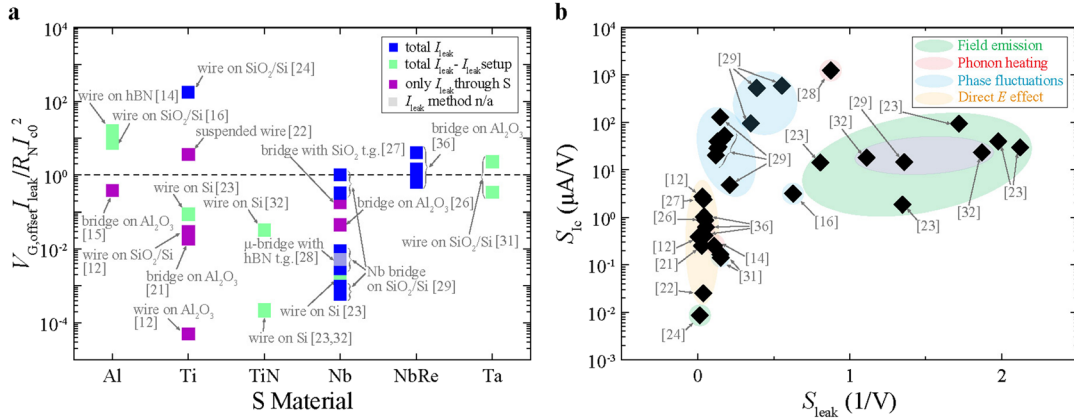 a
V_G,offset I_leak/R_N I_c0^2
10^4
10^2
10^0
10^-2
10^-4
Al
Ti
TiN
Nb
NbRe
Ta
S Material
total I_leak
total I_leak - I_leak setup
only I_leak through S
I_leak method n/a
wire on SiO2/Si [24]
wire on hBN [14]
wire on SiO2/Si [16]
suspended wire [22]
bridge with SiO2 t.g. [27]
bridge on Al2O3
[36]
wire on Si [23]
wire on Si [32]
bridge on Al2O3 [26]
bridge on Al2O3
[15]
wire on SiO2/Si
[12]
μ-bridge with
hBN t.g. [28]
wire on SiO2/Si [31]
bridge on Al2O3
[21]
Nb bridge
on SiO2/Si [29]
wire on Al2O3
[12]
wire on Si [23]
wire on Si [23,32]
b
S_Ic (μA/V)
10^4
10^3
10^2
10^1
10^0
10^-1
10^-2
10^-3
0
1
2
S_leak (1/V)
Field emission
Phonon heating
Phase fluctuations
Direct E effect
[29]
[28]
[29]
[23]
[32]
[23]
[29]
[12]
[27]
[26]
[36]
[12]
[21]
[14]
[31]
[22]
[24]
[16]
[23]
[32]
[23]